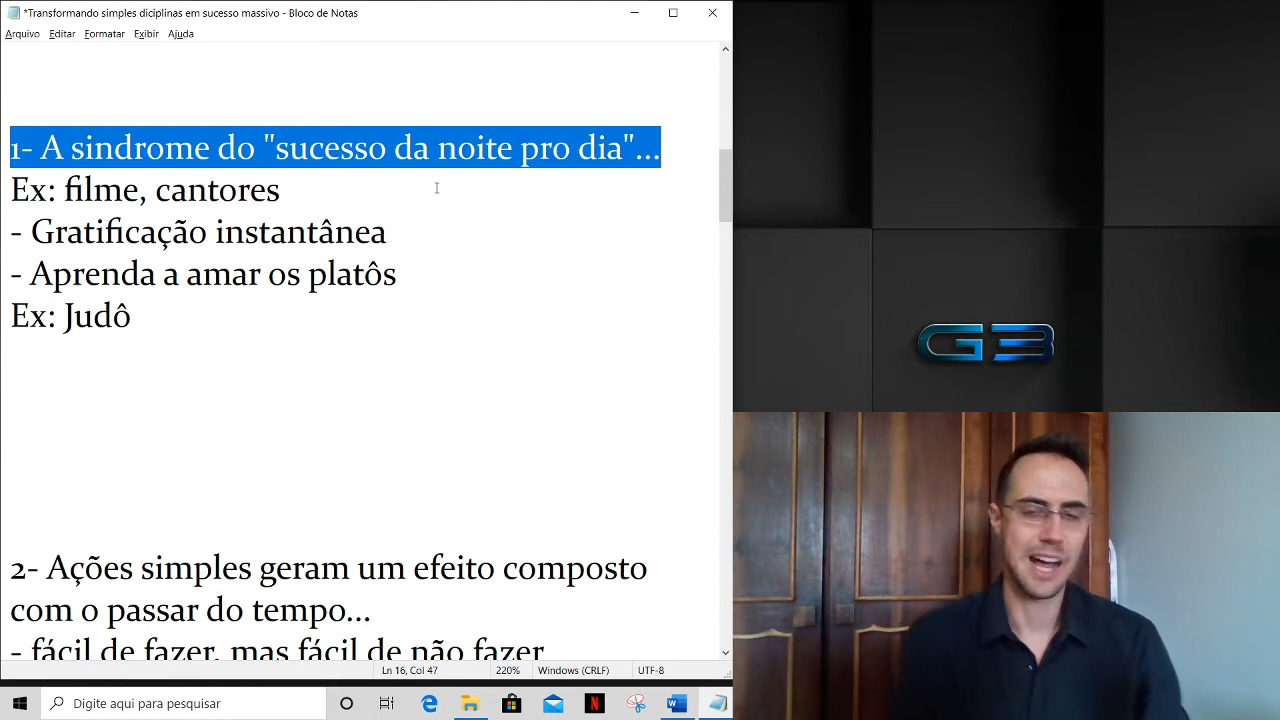 *Transformando simples diciplinas em sucesso massivo - Bloco de Notas
Arquivo Editar Formatar Exibir Ajuda
1- A sindrome do "sucesso da noite pro dia"...
Ex: filme, cantores
- Gratificação instantânea
- Aprenda a amar os platôs
Ex: Judô
2- Ações simples geram um efeito composto
com o passar do tempo...
- fácil de fazer, mas fácil de não fazer
Ln 16, Col 47 220% Windows (CRLF) UTF-8
Digite aqui para pesquisar
G3